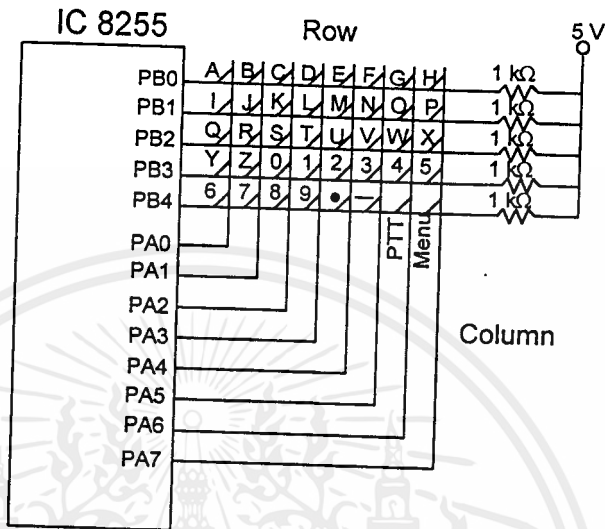 IC 8255
Row
5 V
PB0 A B C D E F G H 1 kΩ
PB1 I J K L M N O P 1 kΩ
PB2 Q R S T U V W X 1 kΩ
PB3 Y Z 0 1 2 3 4 5 1 kΩ
PB4 6 7 8 9 • — 1 kΩ
PTT
Menu
PA0
PA1
PA2
PA3
PA4
PA5
PA6
PA7
Column